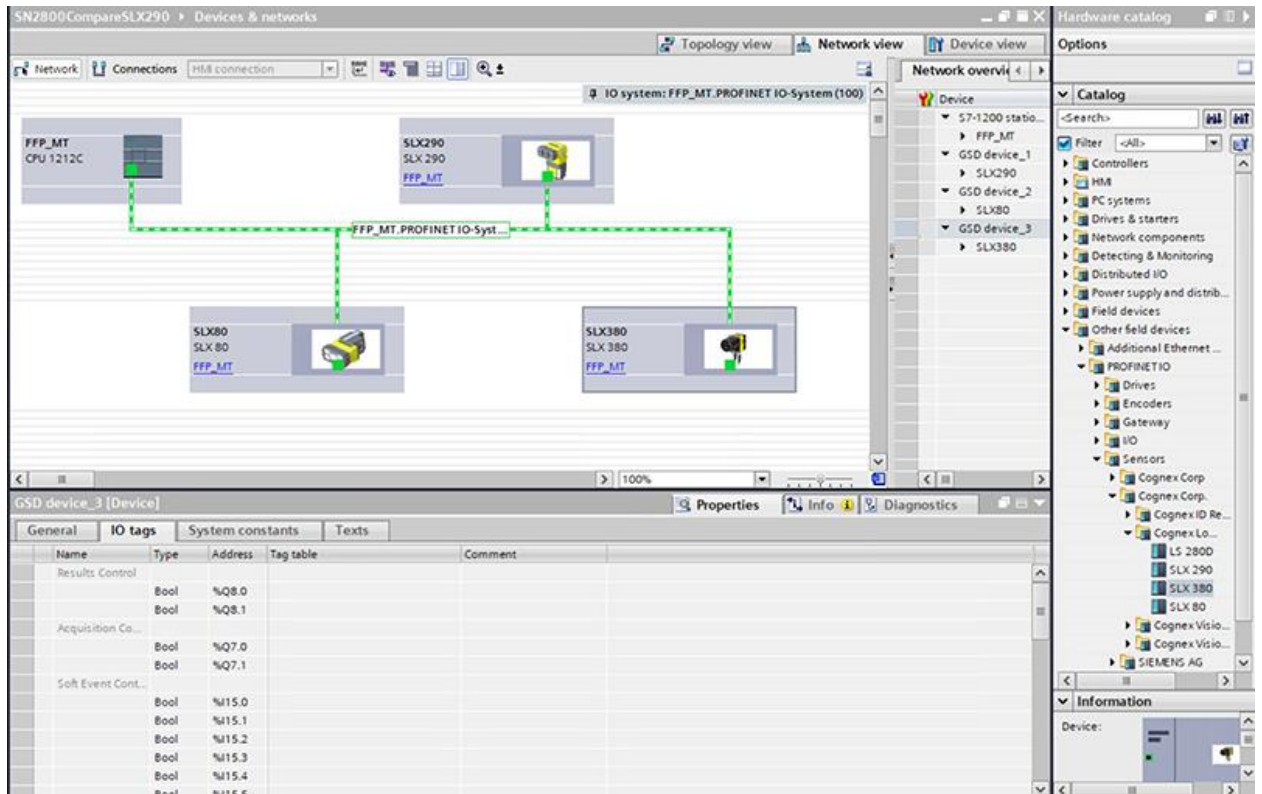 SN2800CompareSLX290 ▸ Devices & networks
Hardware catalog
Topology view
Network view
Device view
Options
Network
Connections
HMI connection
Network overvi
IO system: FFP_MT.PROFINET IO-System (100)
Device
S7-1200 statio...
FFP_MT
GSD device_1
SLX290
GSD device_2
SLX80
GSD device_3
SLX380
FFP_MT
CPU 1212C
SLX290
SLX 290
FFP_MT
FFP_MT.PROFINET IO-Syst...
SLX80
SLX 80
FFP_MT
SLX380
SLX 380
FFP_MT
100%
Catalog
<Search>
Filter
<All>
Controllers
HMI
PC systems
Drives & starters
Network components
Detecting & Monitoring
Distributed I/O
Power supply and distrib...
Field devices
Other field devices
Additional Ethernet ...
PROFINET IO
Drives
Encoders
Gateway
I/O
Sensors
Cognex Corp
Cognex Corp.
Cognex ID Re...
Cognex Lo...
LS 280D
SLX 290
SLX 380
SLX 80
Cognex Visio...
Cognex Visio...
SIEMENS AG
Information
Device:
GSD device_3 [Device]
Properties
Info
Diagnostics
General
IO tags
System constants
Texts
Name Type Address Tag table Comment
Results Control
Bool %Q8.0
Bool %Q8.1
Acquisition Co...
Bool %Q7.0
Bool %Q7.1
Soft Event Cont...
Bool %I15.0
Bool %I15.1
Bool %I15.2
Bool %I15.3
Bool %I15.4
Bool %I15.5